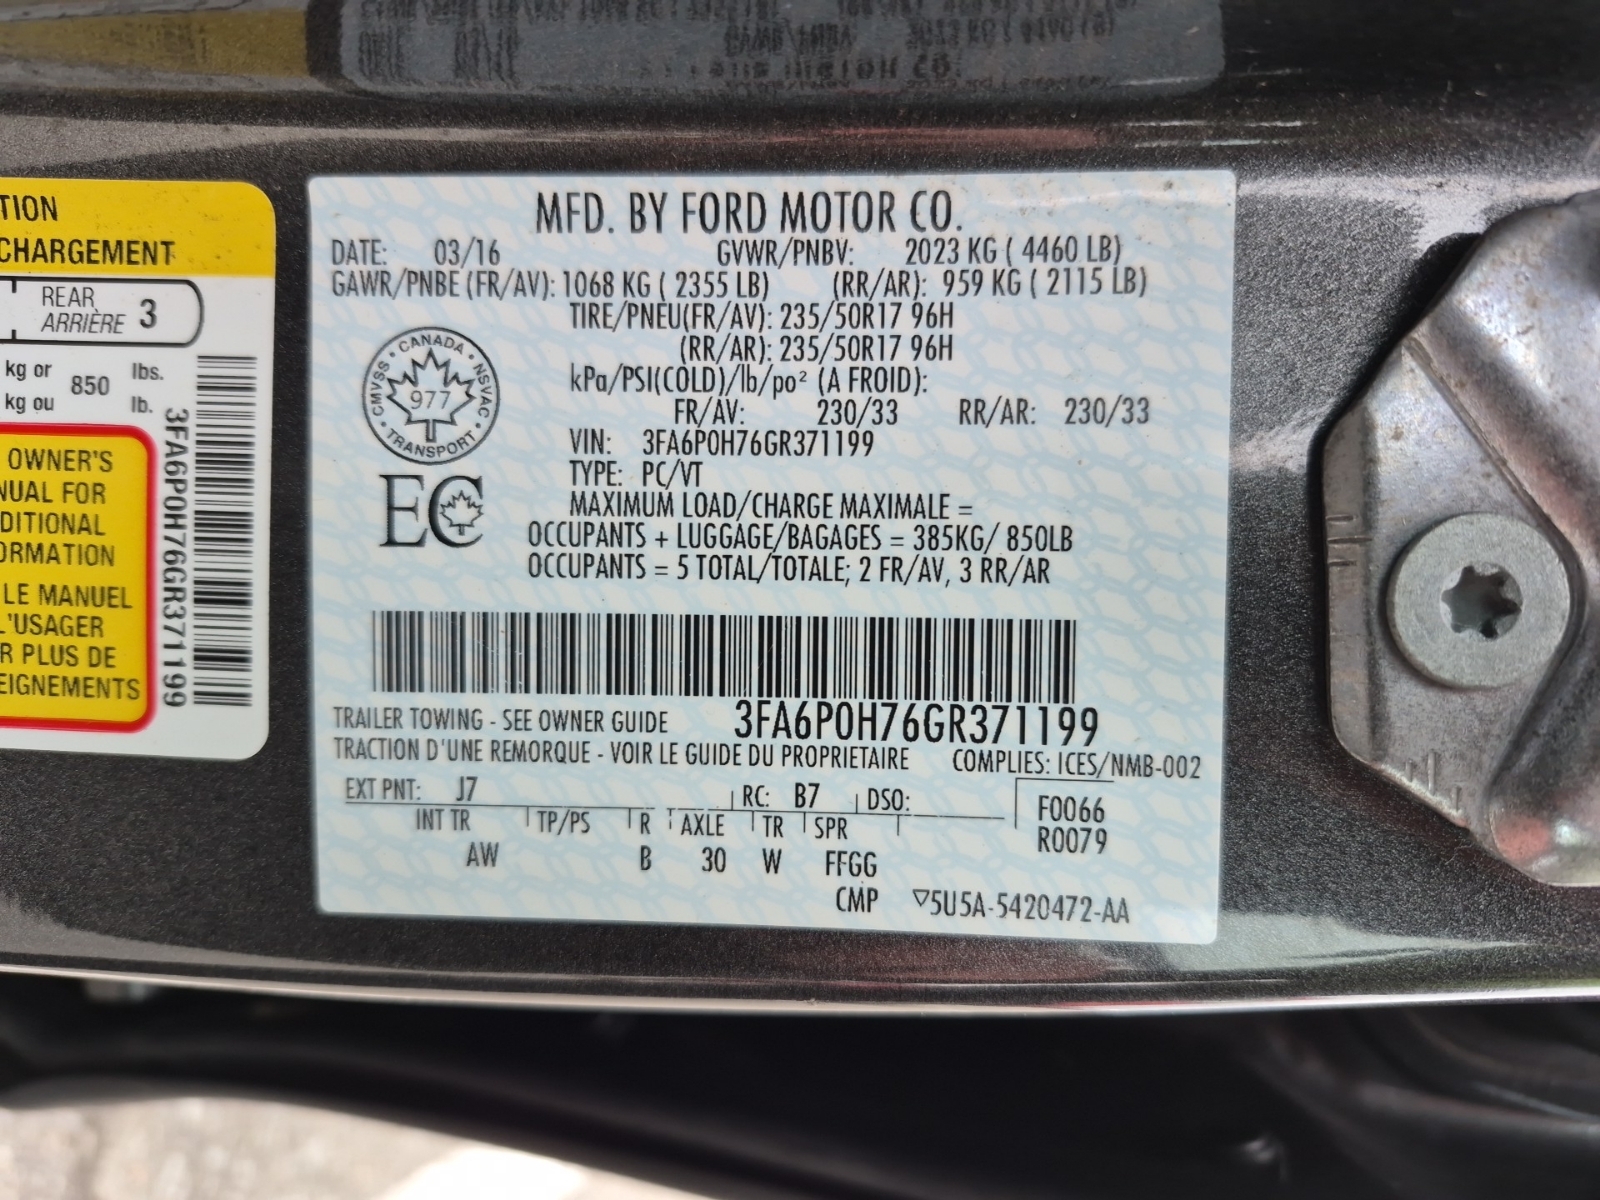 TION
CHARGEMENT
REAR
ARRIÈRE 3
kg or 850 lbs.
kg ou lb.
OWNER'S
NUAL FOR
DITIONAL
ORMATION
LE MANUEL
L'USAGER
R PLUS DE
EIGNEMENTS
3FA6P0H76GR371199
MFD. BY FORD MOTOR CO.
DATE: 03/16 GVWR/PNBV: 2023 KG ( 4460 LB)
GAWR/PNBE (FR/AV): 1068 KG ( 2355 LB) (RR/AR): 959 KG ( 2115 LB)
TIRE/PNEU(FR/AV): 235/50R17 96H
(RR/AR): 235/50R17 96H
kPa/PSI(COLD)/lb/po² (A FROID):
FR/AV: 230/33 RR/AR: 230/33
VIN: 3FA6P0H76GR371199
TYPE: PC/VT
MAXIMUM LOAD/CHARGE MAXIMALE =
OCCUPANTS + LUGGAGE/BAGAGES = 385KG/ 850LB
OCCUPANTS = 5 TOTAL/TOTALE; 2 FR/AV, 3 RR/AR
CANADA • NSVAC • TRANSPORT • CMVSS •
977
EC
TRAILER TOWING - SEE OWNER GUIDE 3FA6P0H76GR371199
TRACTION D'UNE REMORQUE - VOIR LE GUIDE DU PROPRIETAIRE COMPLIES: ICES/NMB-002
EXT PNT: J7 RC: B7 DSO: F0066
INT TR TP/PS R AXLE TR SPR R0079
AW B 30 W FFGG
CMP ▽5U5A-5420472-AA